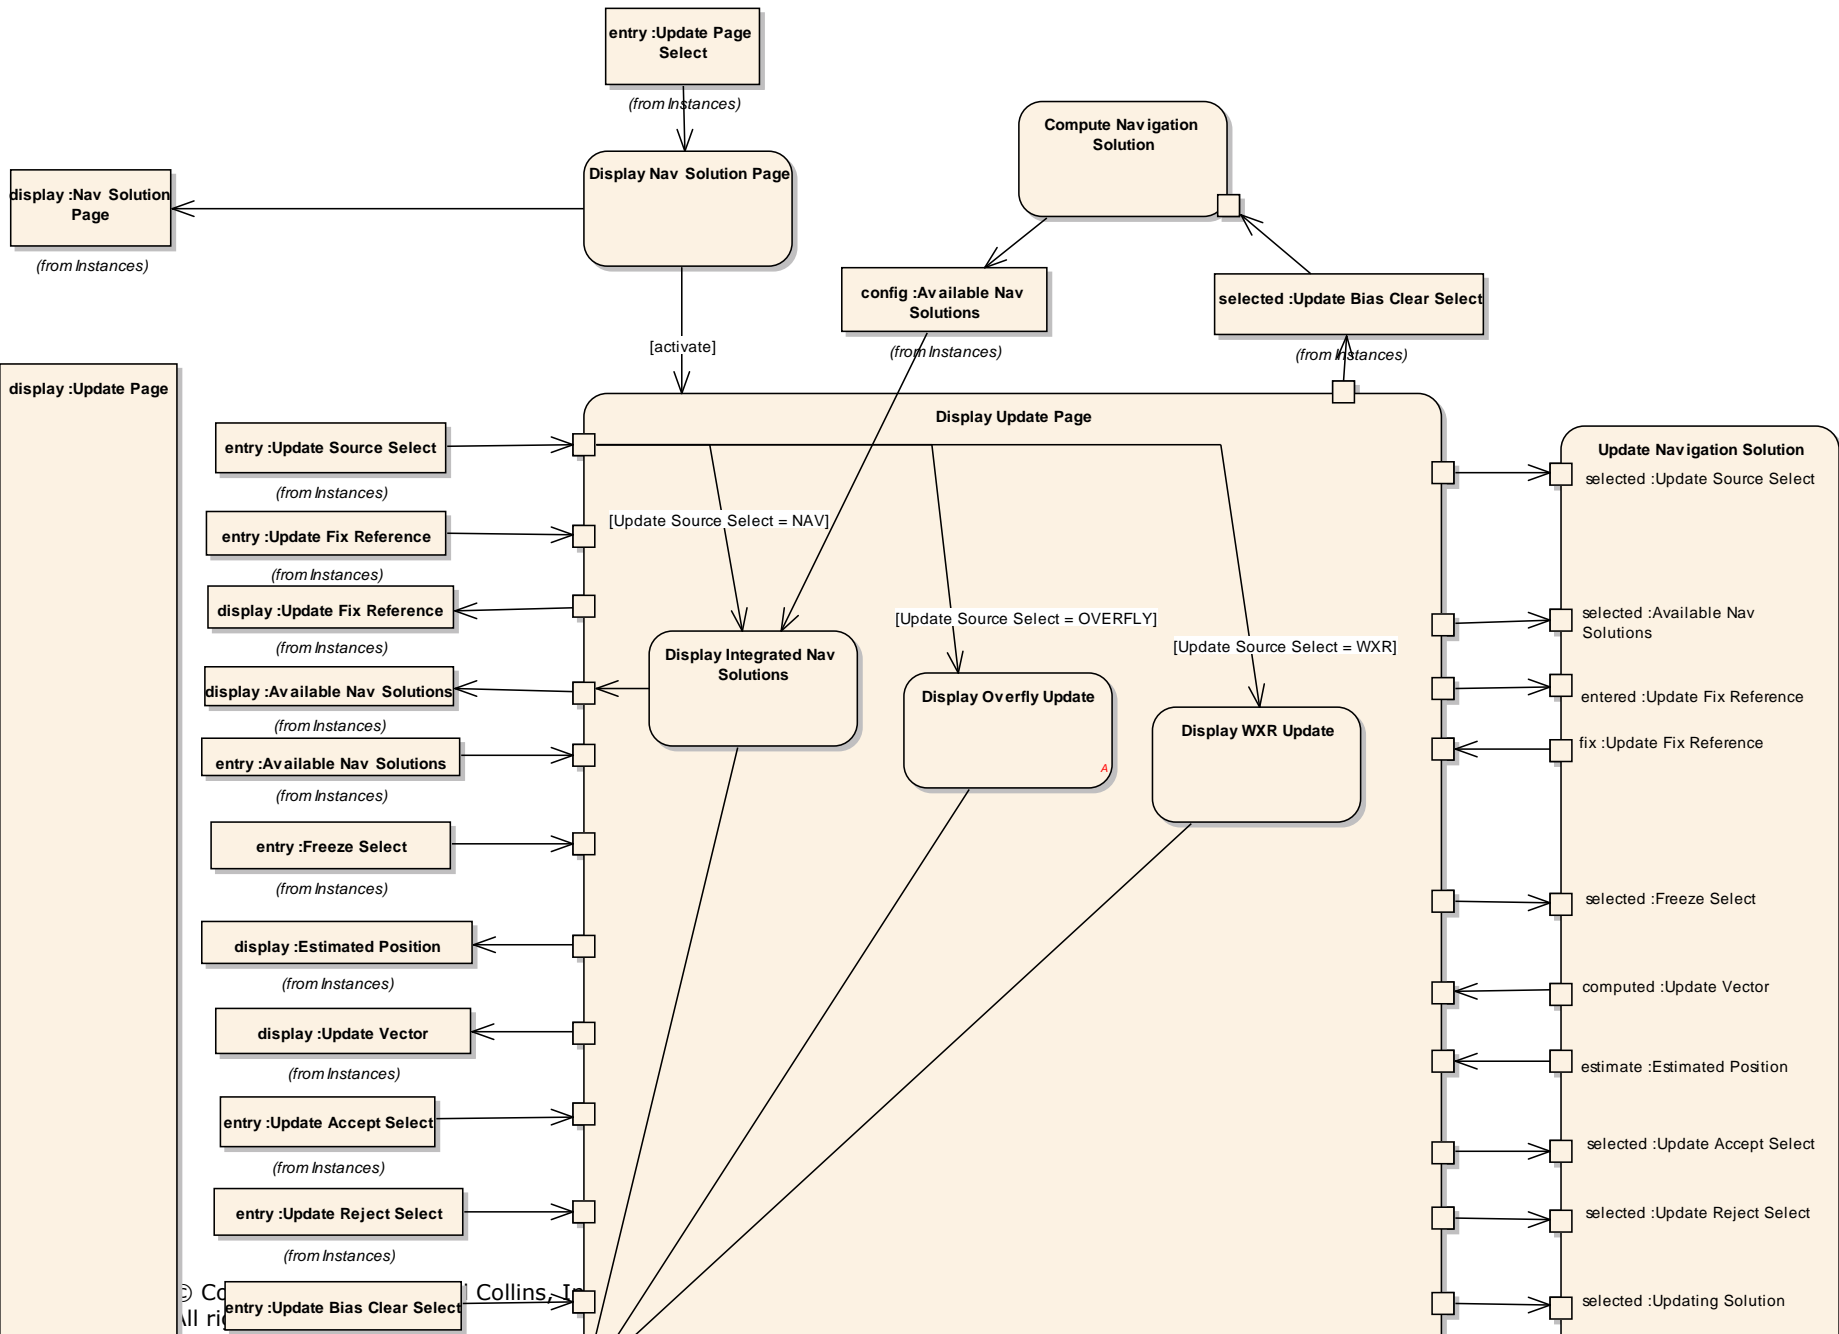 entry :Update Page
Select
(from Instances)
Compute Navigation
Solution
Display Nav Solution Page
display :Nav Solution
Page
(from Instances)
config :Available Nav
Solutions
(from Instances)
selected :Update Bias Clear Select
(from Instances)
[activate]
display :Update Page
Display Update Page
entry :Update Source Select
(from Instances)
entry :Update Fix Reference
(from Instances)
display :Update Fix Reference
(from Instances)
display :Available Nav Solutions
(from Instances)
entry :Available Nav Solutions
(from Instances)
entry :Freeze Select
(from Instances)
display :Estimated Position
(from Instances)
display :Update Vector
(from Instances)
entry :Update Accept Select
(from Instances)
entry :Update Reject Select
(from Instances)
entry :Update Bias Clear Select
[Update Source Select = NAV]
[Update Source Select = OVERFLY]
[Update Source Select = WXR]
Display Integrated Nav
Solutions
Display Overfly Update
A
Display WXR Update
Update Navigation Solution
selected :Update Source Select
selected :Available Nav
Solutions
entered :Update Fix Reference
fix :Update Fix Reference
selected :Freeze Select
computed :Update Vector
estimate :Estimated Position
selected :Update Accept Select
selected :Update Reject Select
selected :Updating Solution
© Collins,
All